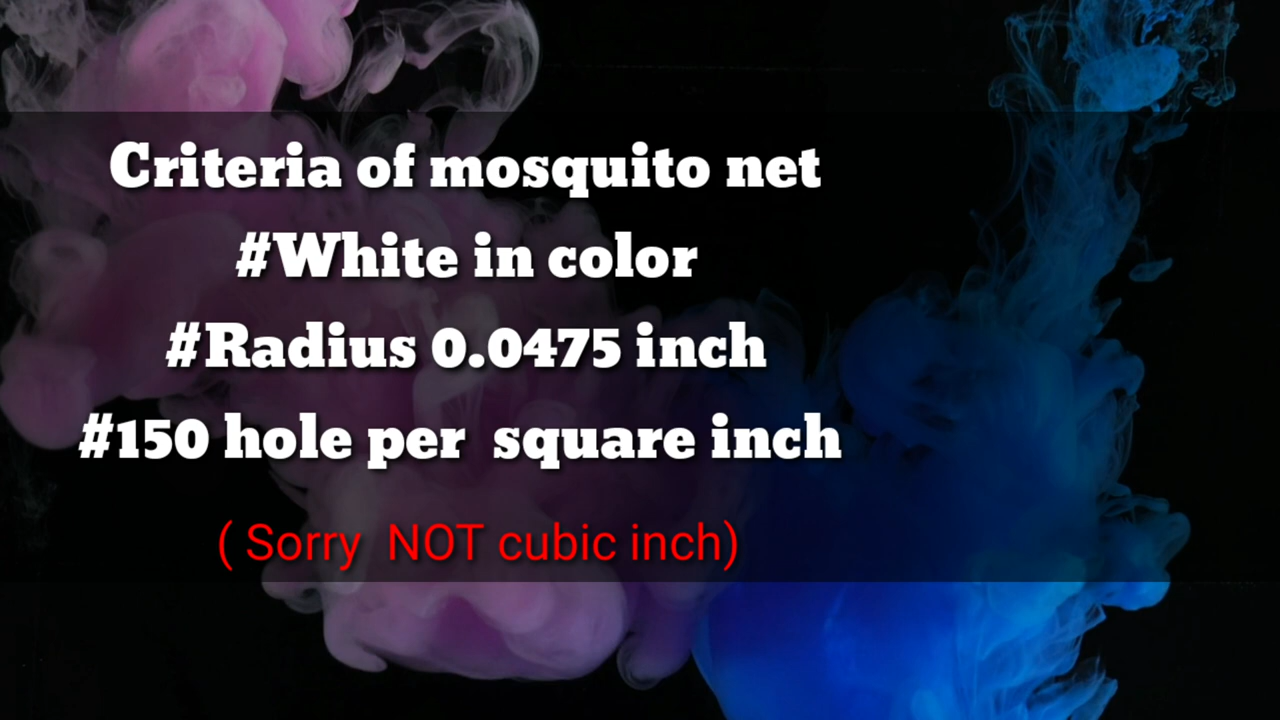 Criteria of mosquito net
#White in color
#Radius 0.0475 inch
#150 hole per square inch
( Sorry NOT cubic inch)